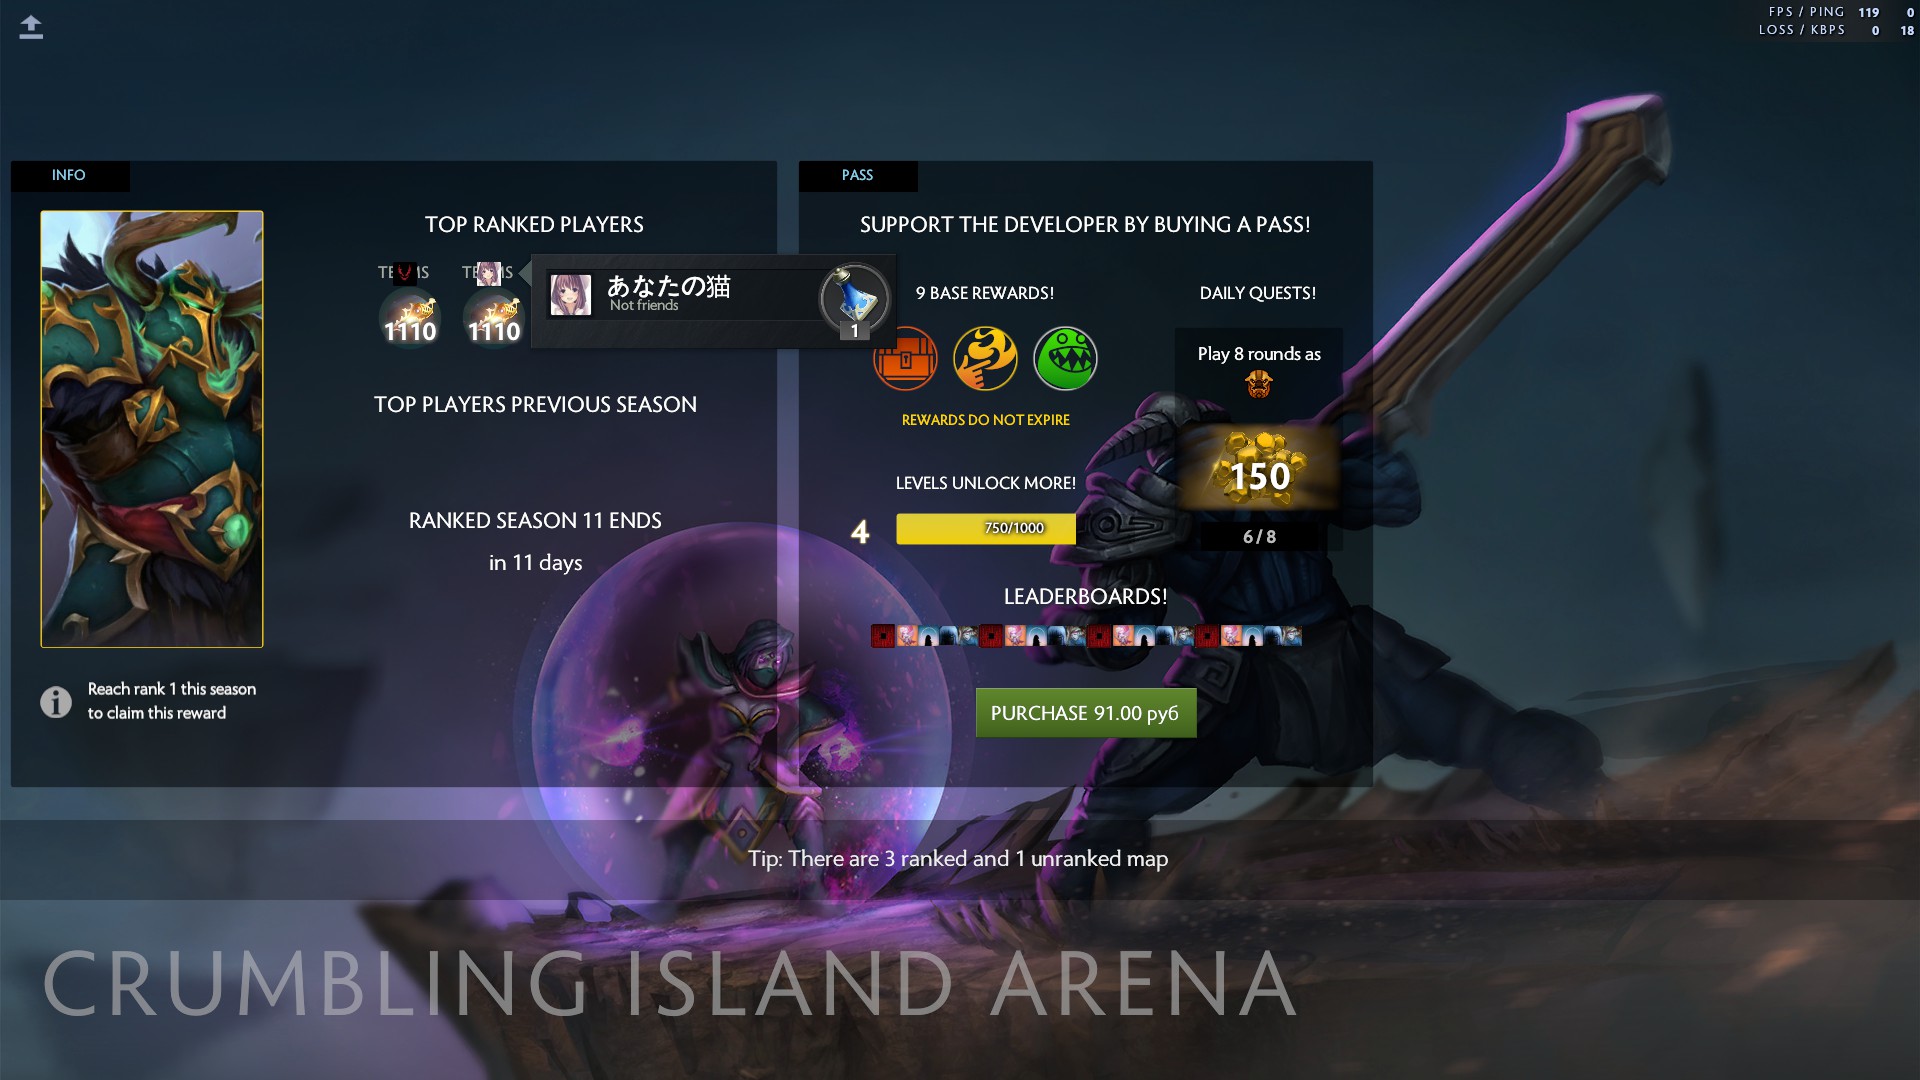 FPS / PING 119 0
LOSS / KBPS 0 18
INFO
TOP RANKED PLAYERS
1110
1110
あなたの猫
Not friends
1
TOP PLAYERS PREVIOUS SEASON
RANKED SEASON 11 ENDS
in 11 days
Reach rank 1 this season
to claim this reward
PASS
SUPPORT THE DEVELOPER BY BUYING A PASS!
9 BASE REWARDS!
REWARDS DO NOT EXPIRE
LEVELS UNLOCK MORE!
4
750/1000
DAILY QUESTS!
Play 8 rounds as
150
6/8
LEADERBOARDS!
PURCHASE 91.00 руб
Tip: There are 3 ranked and 1 unranked map
CRUMBLING ISLAND ARENA